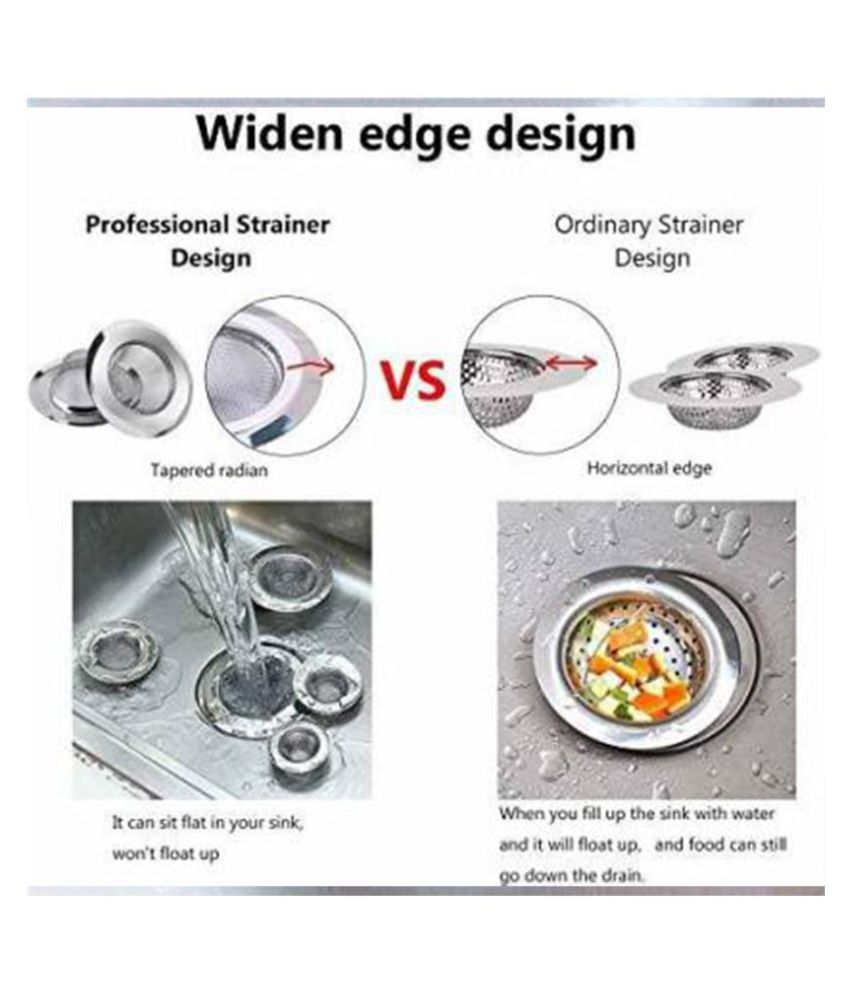 Widen edge design
Professional Strainer
Design
Ordinary Strainer
Design
VS
Tapered radian
Horizontal edge
It can sit flat in your sink,
won't float up
When you fill up the sink with water
and it will float up, and food can still
go down the drain.